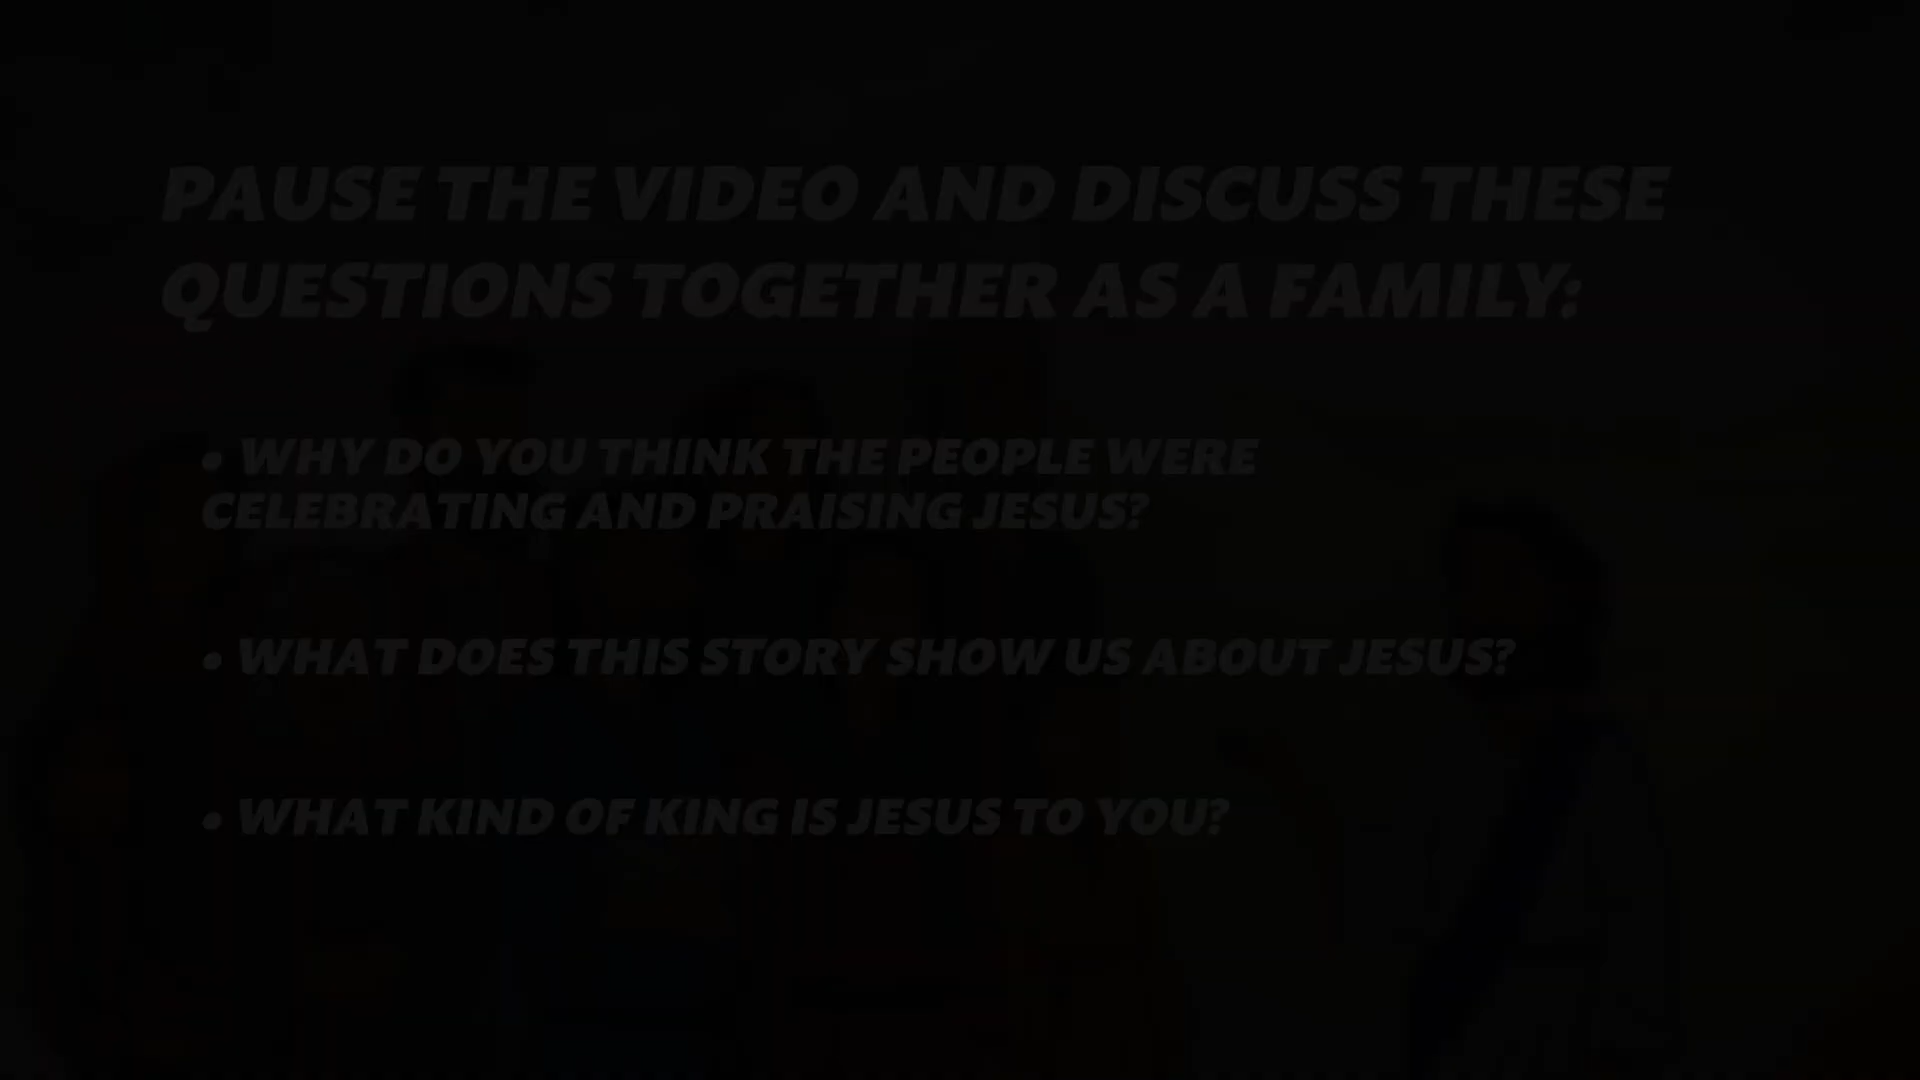 PAUSE THE VIDEO AND DISCUSS THESE
QUESTIONS TOGETHER AS A FAMILY:
• WHY DO YOU THINK THE PEOPLE WERE
CELEBRATING AND PRAISING JESUS?
• WHAT DOES THIS STORY SHOW US ABOUT JESUS?
• WHAT KIND OF KING IS JESUS TO YOU?